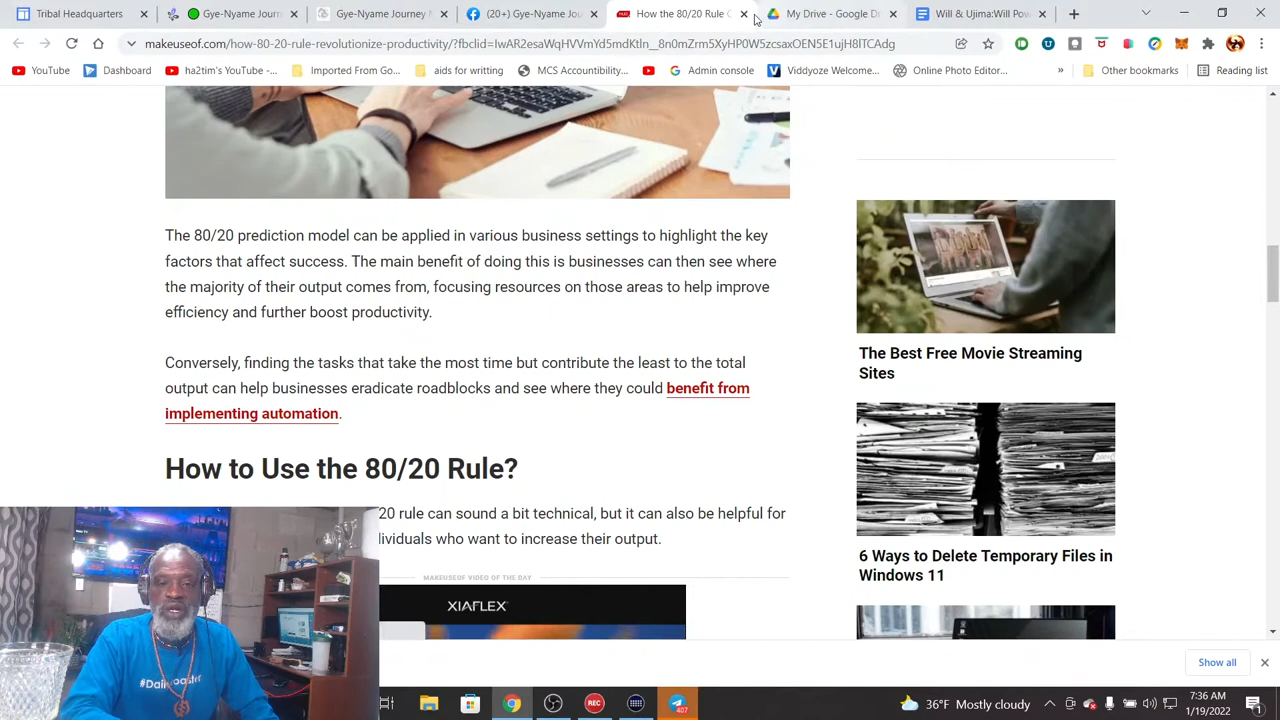 Tribal Headquarters
Gye-Nyame Journey
Gye-Nyame Journey M
(20+) Gye-Nyame Jou
How the 80/20 Rule C
My Drive - Google Dr
Will & Ujima:Will Pow
makeuseof.com/how-80-20-rule-prediction-model-revolutionise-productivity/?fbclid=IwAR2esaWqHVVmYd5mdKtln__8n0mZrm5XyHP0W5zcsaxOEN5E1ujH8lTCAdg
YouTube
Dashboard
ha2tim's YouTube -...
Imported From Go...
aids for writting
MCS Accountibility...
Admin console
Viddyoze Welcome...
Online Photo Editor...
»
Other bookmarks
Reading list
The 80/20 prediction model can be applied in various business settings to highlight the key
factors that affect success. The main benefit of doing this is businesses can then see where
the majority of their output comes from, focusing resources on those areas to help improve
efficiency and further boost productivity.
Conversely, finding the tasks that take the most time but contribute the least to the total
output can help businesses eradicate roadblocks and see where they could benefit from
implementing automation.
How to Use the 80/20 Rule?
20 rule can sound a bit technical, but it can also be helpful for
dividuals who want to increase their output.
MAKEUSEOF VIDEO OF THE DAY
XIAFLEX
The Best Free Movie Streaming
Sites
6 Ways to Delete Temporary Files in
Windows 11
Show all
REC
407
36°F Mostly cloudy
7:36 AM
1/19/2022